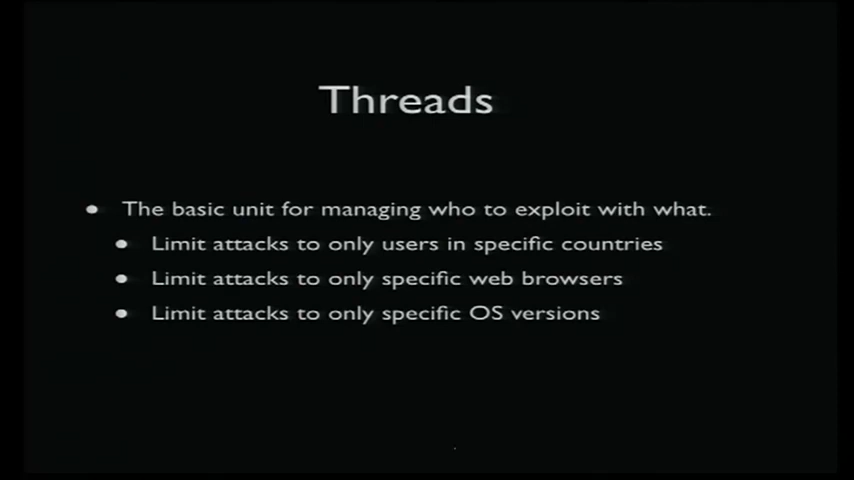 Threads
• The basic unit for managing who to exploit with what.
• Limit attacks to only users in specific countries
• Limit attacks to only specific web browsers
• Limit attacks to only specific OS versions